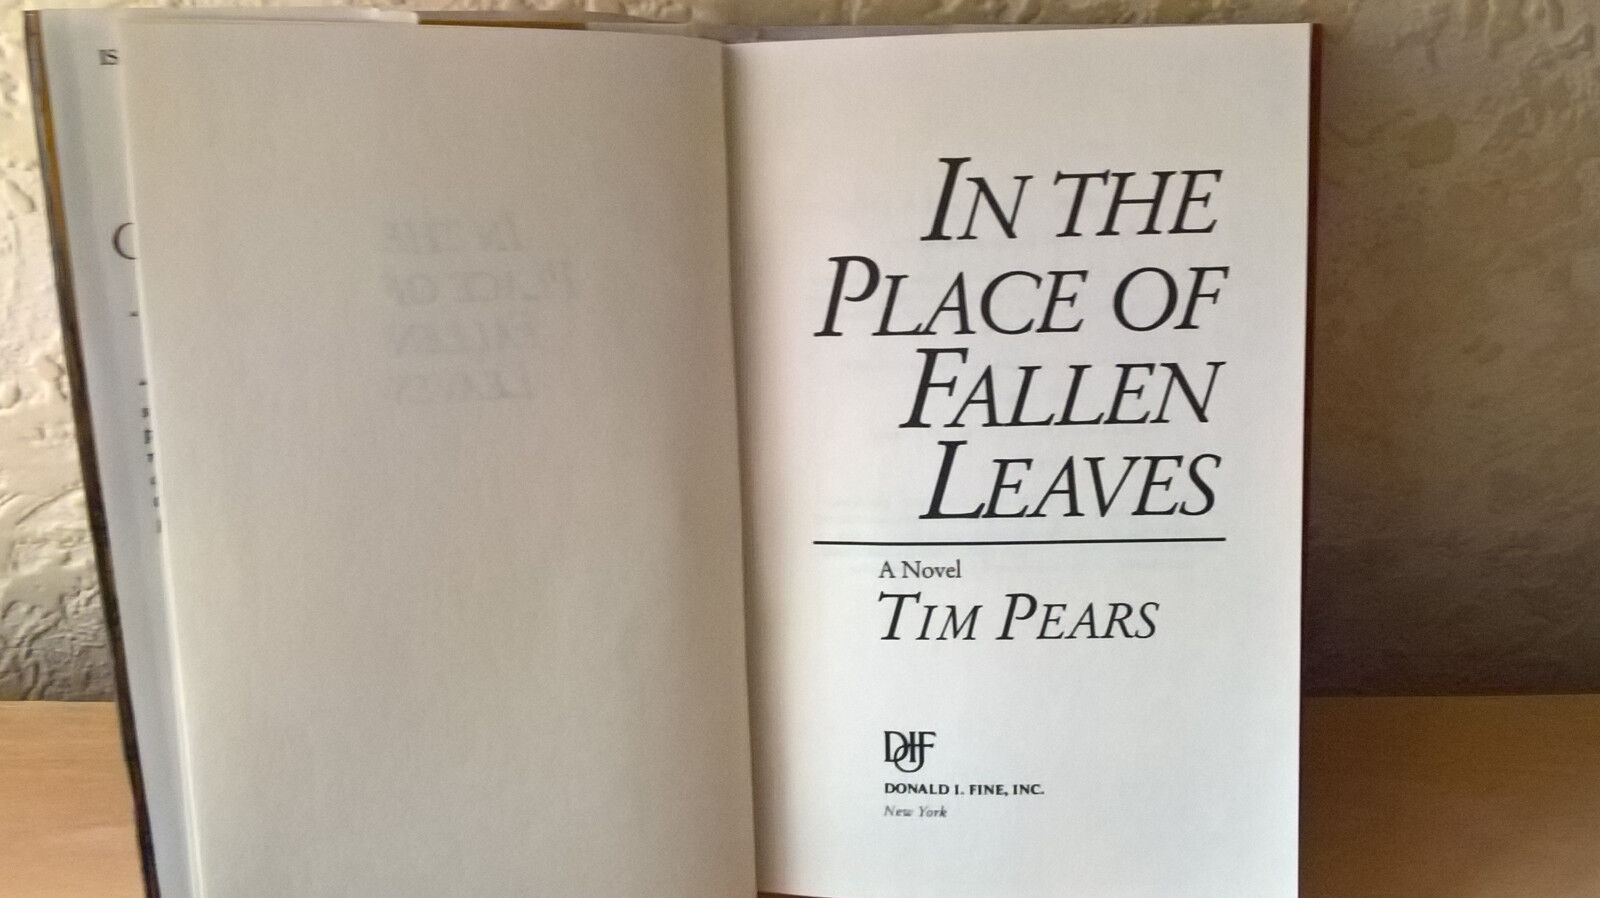 IN THE
PLACE OF
FALLEN
LEAVES
A Novel
TIM PEARS
DIF
DONALD I. FINE, INC.
New York